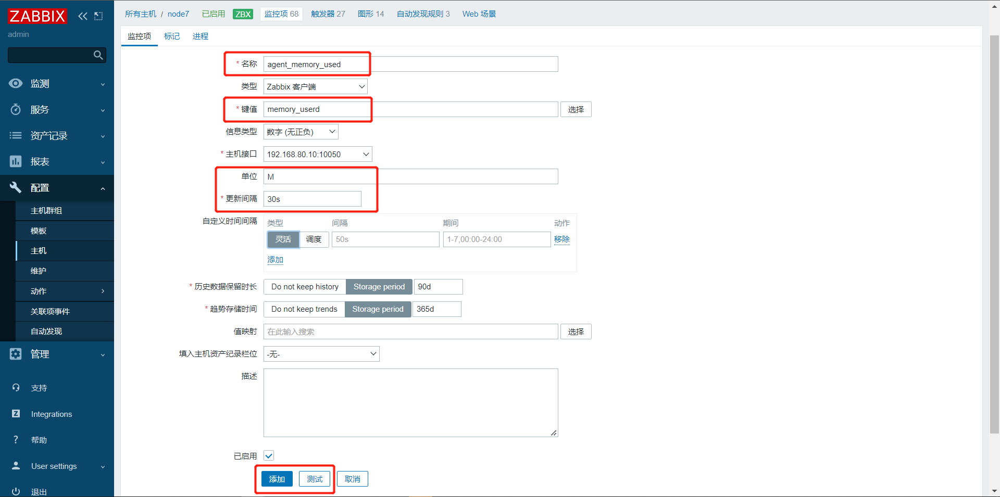 ZABBIX
admin
监测
服务
资产记录
报表
配置
主机群组
模板
主机
维护
动作
关联项事件
自动发现
管理
支持
Integrations
帮助
User settings
退出
所有主机 / node7 已启用 ZBX 监控项 68 触发器 27 图形 14 自动发现规则 3 Web 场景
监控项 标记 进程
* 名称 agent_memory_used
类型 Zabbix 客户端
* 键值 memory_userd 选择
信息类型 数字 (无正负)
* 主机接口 192.168.80.10:10050
单位 M
* 更新间隔 30s
自定义时间间隔 类型 间隔 期间 动作
灵活 调度 50s 1-7,00:00-24:00 移除
添加
* 历史数据保留时长 Do not keep history Storage period 90d
* 趋势存储时间 Do not keep trends Storage period 365d
值映射 在此输入搜索 选择
填入主机资产纪录栏位 -无-
描述
已启用
添加 测试 取消